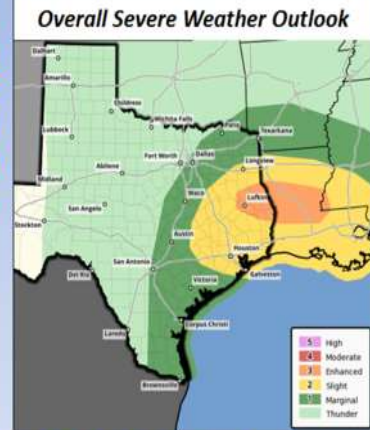 Overall Severe Weather Outlook
Dalhart
Amarillo
Childress
Wichita Falls
Lubbock
Paris
Texarkana
Fort Worth
Dallas
Longview
Abilene
Midland
Waco
Lufkin
San Angelo
Stockton
Austin
Houston
San Antonio
Galveston
Del Rio
Victoria
Laredo
Corpus Christi
Brownsville
5 High
4 Moderate
3 Enhanced
2 Slight
1 Marginal
Thunder